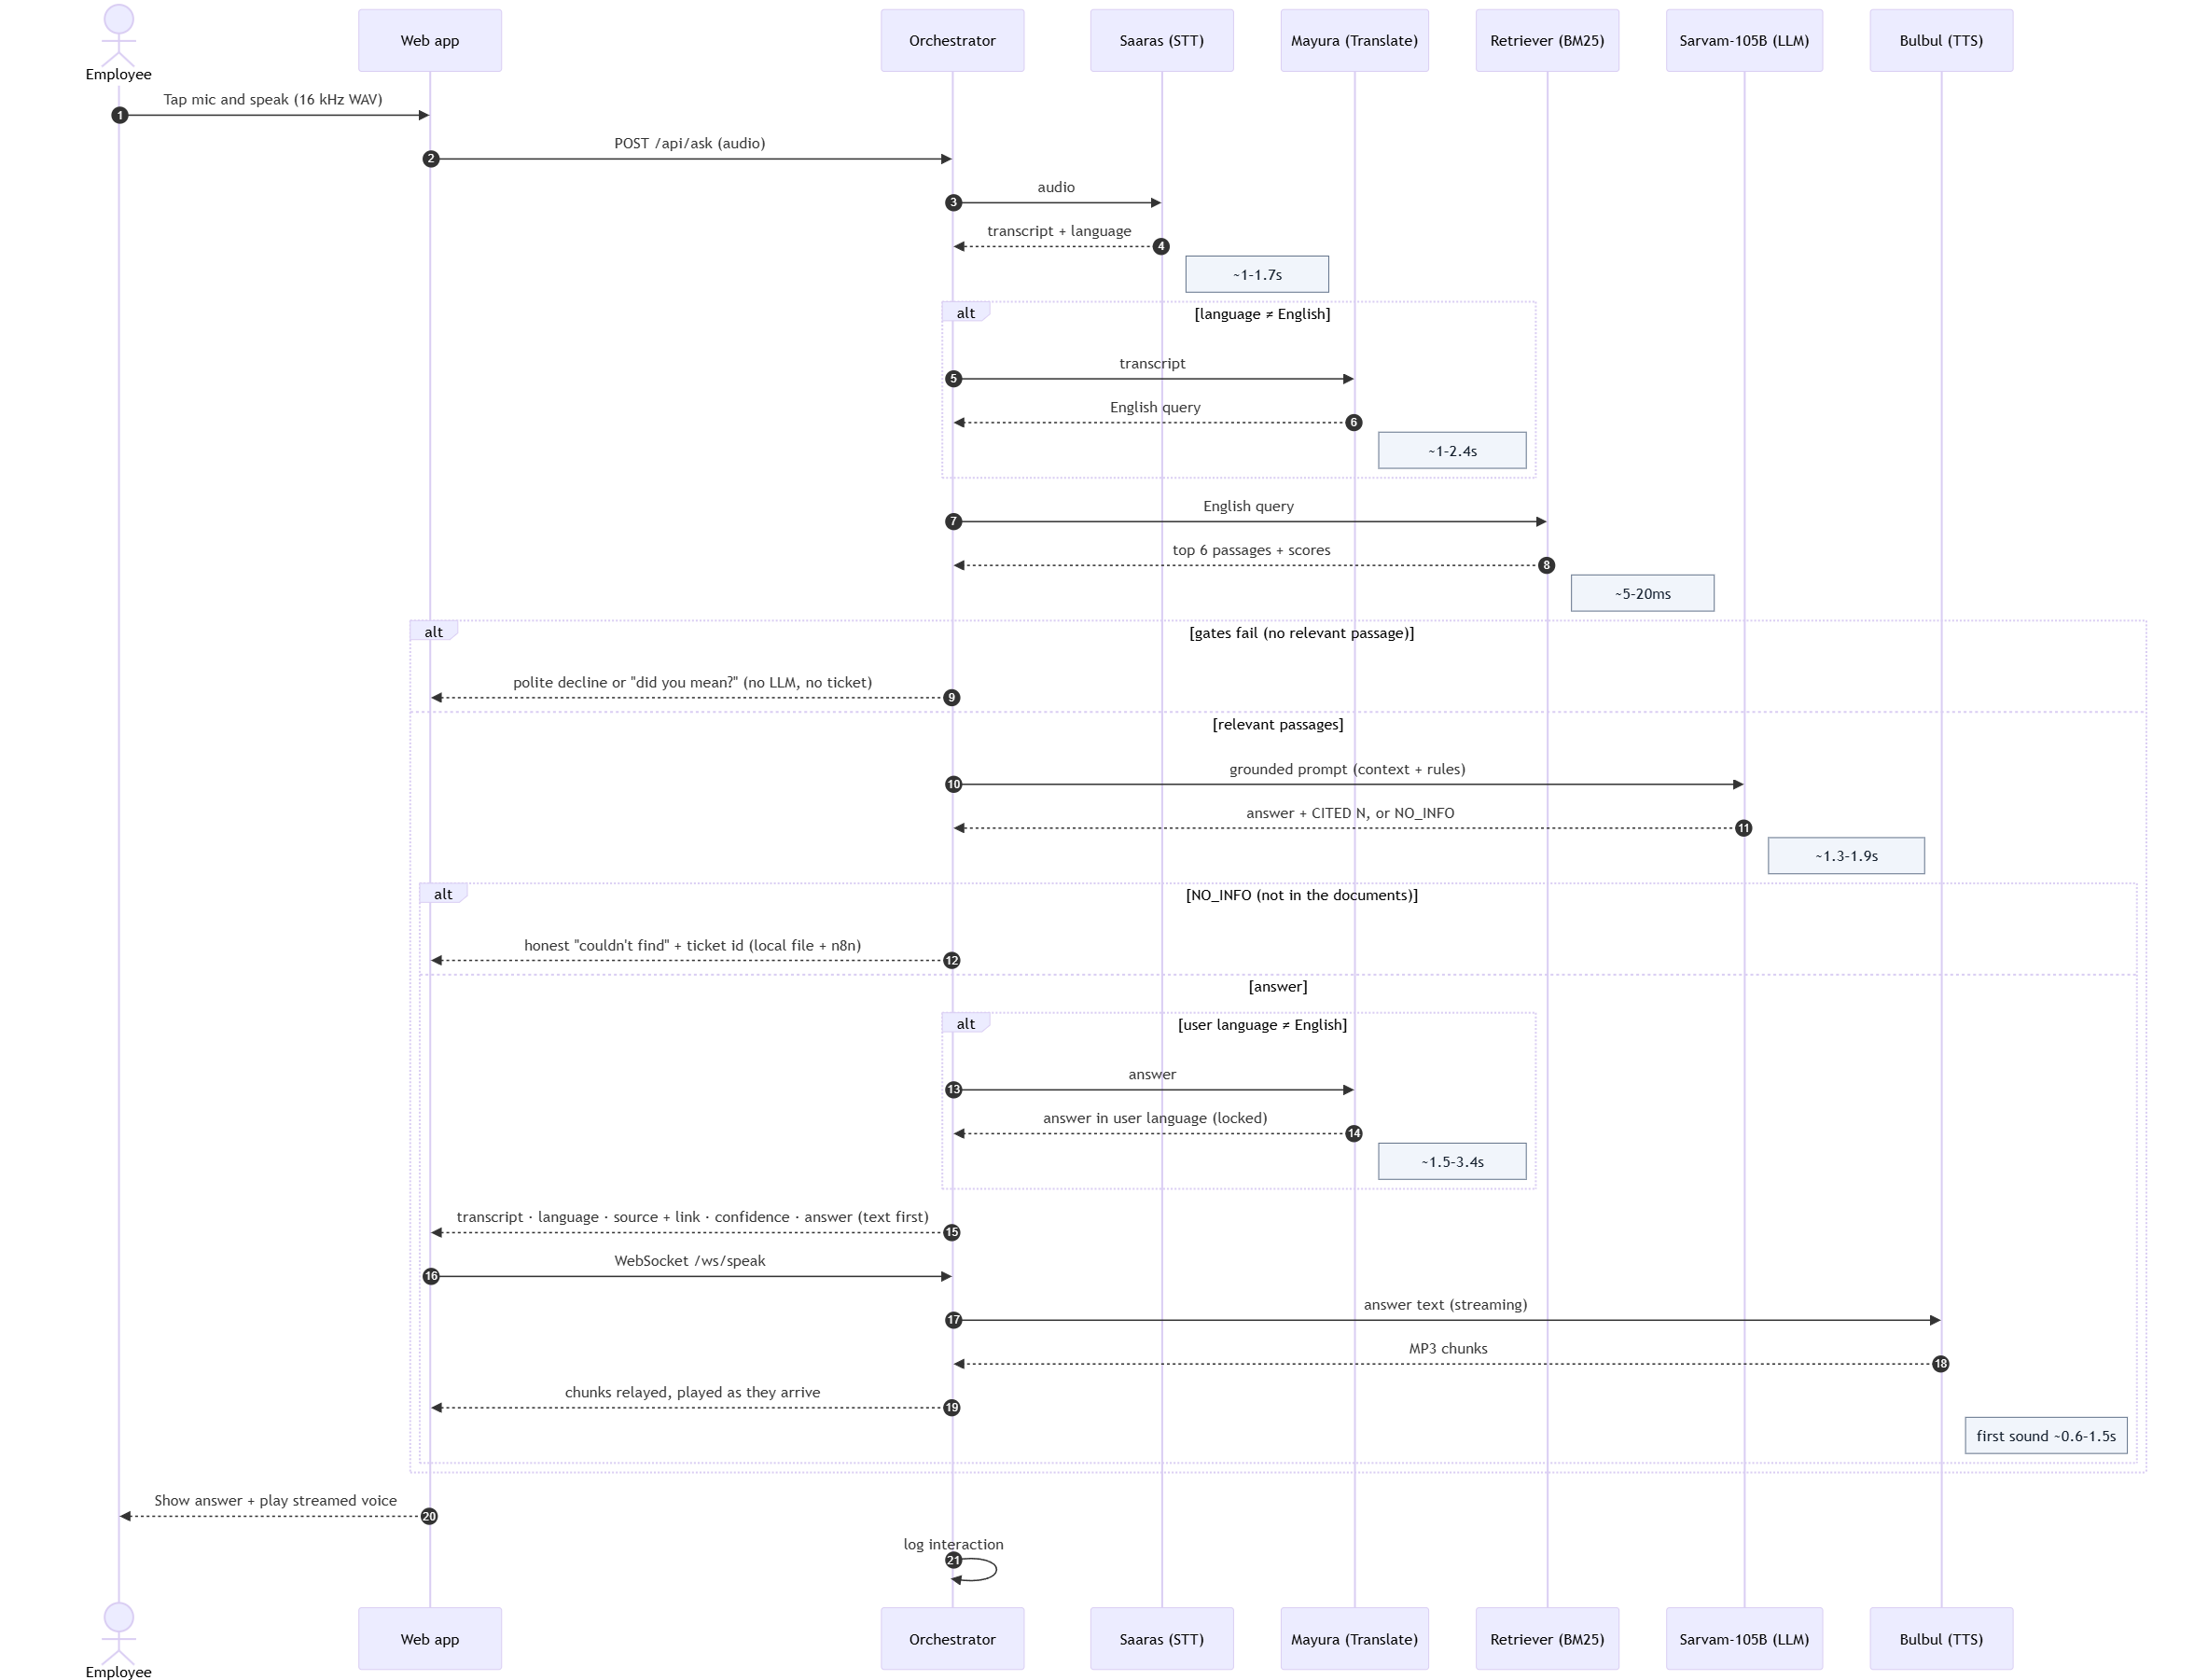 Employee
Web app
Orchestrator
Saaras (STT)
Mayura (Translate)
Retriever (BM25)
Sarvam-105B (LLM)
Bulbul (TTS)
Tap mic and speak (16 kHz WAV)
1
POST /api/ask (audio)
2
audio
3
transcript + language
4
~1-1.7s
alt
[language ≠ English]
transcript
5
English query
6
~1-2.4s
English query
7
top 6 passages + scores
8
~5-20ms
alt
[gates fail (no relevant passage)]
polite decline or "did you mean?" (no LLM, no ticket)
9
[relevant passages]
grounded prompt (context + rules)
10
answer + CITED N, or NO_INFO
11
~1.3-1.9s
alt
[NO_INFO (not in the documents)]
honest "couldn't find" + ticket id (local file + n8n)
12
[answer]
alt
[user language ≠ English]
answer
13
answer in user language (locked)
14
~1.5-3.4s
transcript · language · source + link · confidence · answer (text first)
15
WebSocket /ws/speak
16
answer text (streaming)
17
MP3 chunks
18
chunks relayed, played as they arrive
19
first sound ~0.6-1.5s
Show answer + play streamed voice
20
log interaction
21
Employee
Web app
Orchestrator
Saaras (STT)
Mayura (Translate)
Retriever (BM25)
Sarvam-105B (LLM)
Bulbul (TTS)